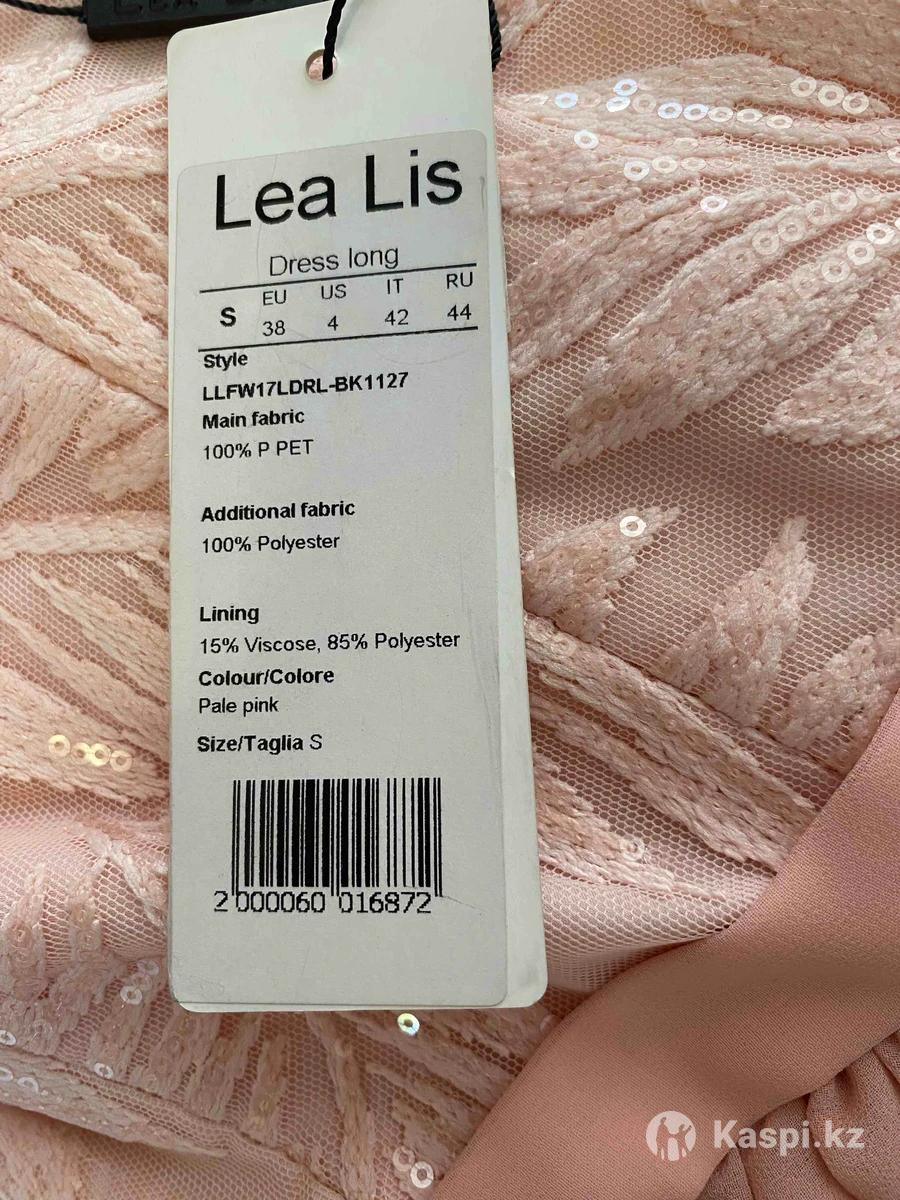 Lea Lis
Dress long
S EU US IT RU
38 4 42 44
Style
LLFW17LDRL-BK1127
Main fabric
100% P PET
Additional fabric
100% Polyester
Lining
15% Viscose, 85% Polyester
Colour/Colore
Pale pink
Size/Taglia S
2 000060 016872
Kaspi.kz